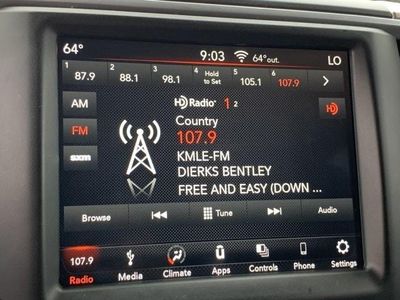 64° 9:03 64°out. LO
1 2 3 4 5 6
87.9 88.1 98.1 Hold to Set 105.1 107.9
AM HD Radio 1 2 HD
Country
FM 107.9
KMLE-FM
sxm DIERKS BENTLEY
FREE AND EASY (DOWN ...
Browse Tune Audio
107.9
Radio Media Climate Apps Controls Phone Settings